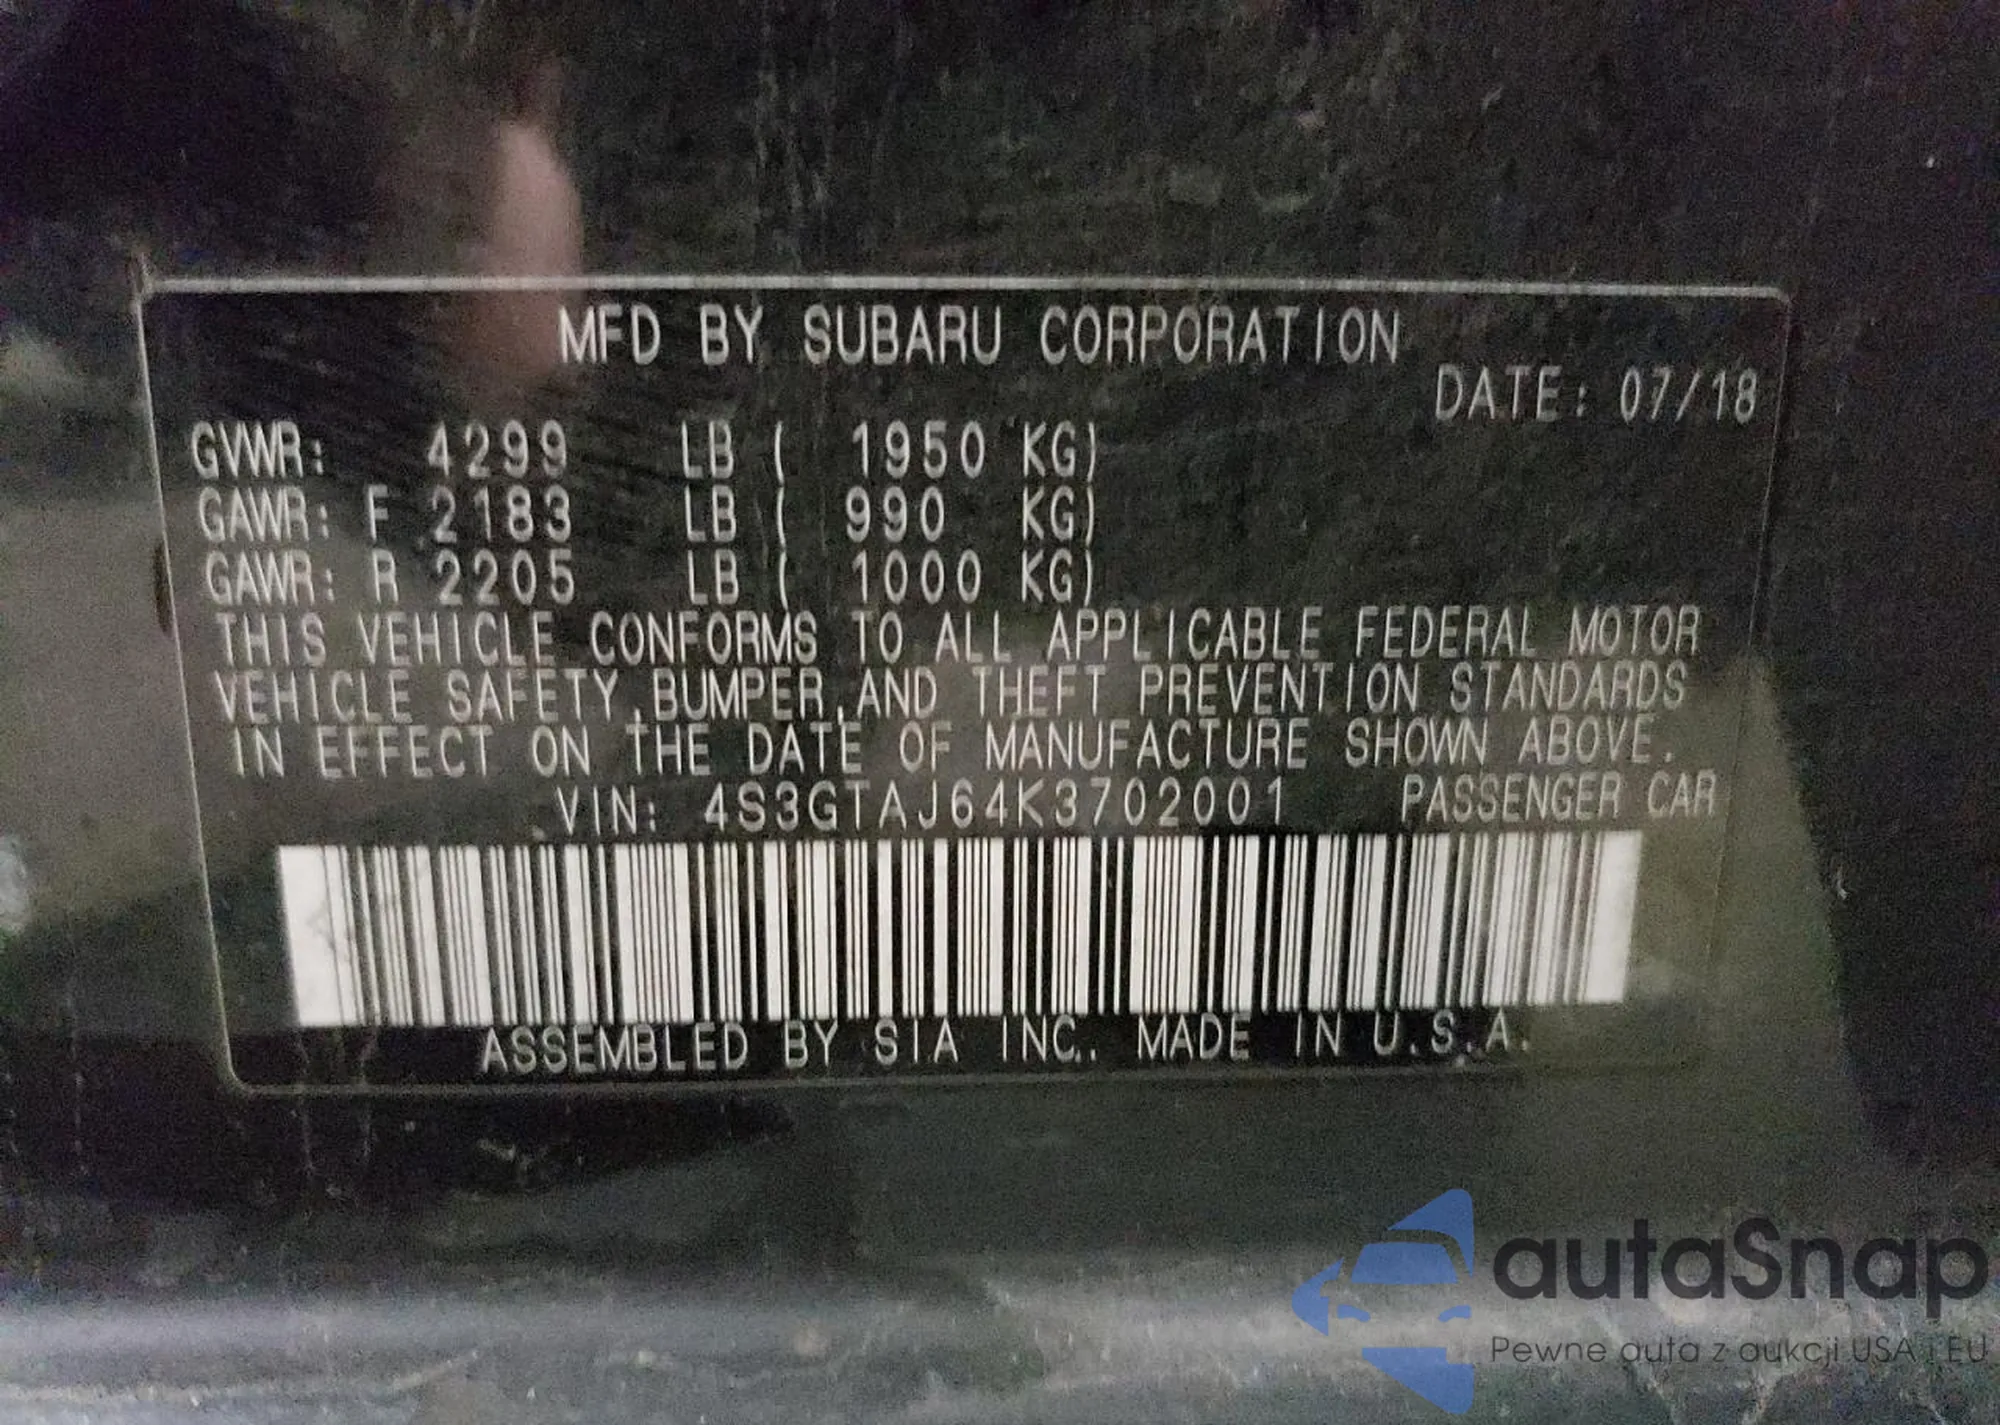 MFD BY SUBARU CORPORATION
DATE: 07/18
GVWR: 4299 LB ( 1950 KG)
GAWR: F 2183 LB ( 990 KG)
GAWR: R 2205 LB ( 1000 KG)
THIS VEHICLE CONFORMS TO ALL APPLICABLE FEDERAL MOTOR
VEHICLE SAFETY,BUMPER,AND THEFT PREVENTION STANDARDS
IN EFFECT ON THE DATE OF MANUFACTURE SHOWN ABOVE.
VIN: 4S3GTAJ64K3702001 PASSENGER CAR
ASSEMBLED BY SIA INC. MADE IN U.S.A.
autaSnap
Pewne auta z aukcji USA i EU